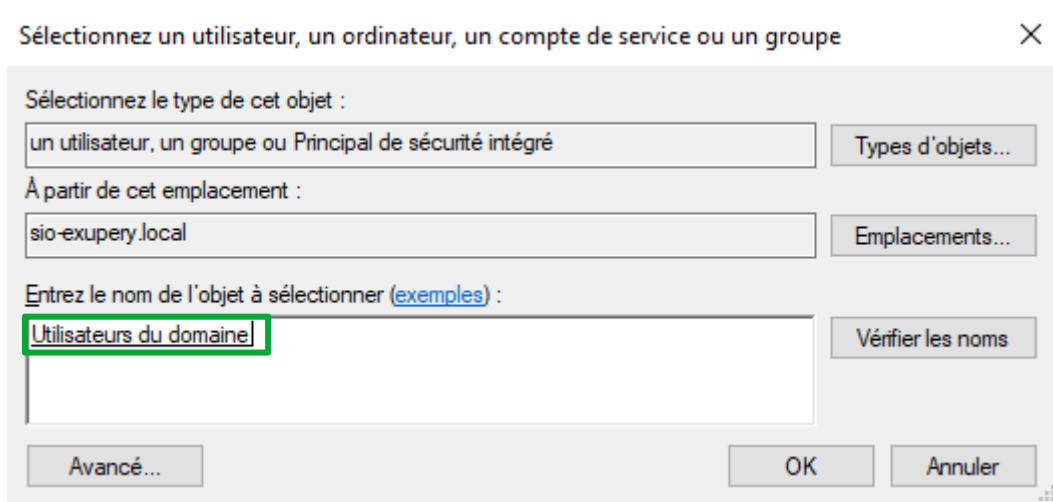 Sélectionnez un utilisateur, un ordinateur, un compte de service ou un groupe
Sélectionnez le type de cet objet :
un utilisateur, un groupe ou Principal de sécurité intégré
Types d'objets...
À partir de cet emplacement :
sio-exupery.local
Emplacements...
Entrez le nom de l'objet à sélectionner (exemples) :
Utilisateurs du domaine
Vérifier les noms
Avancé...
OK
Annuler